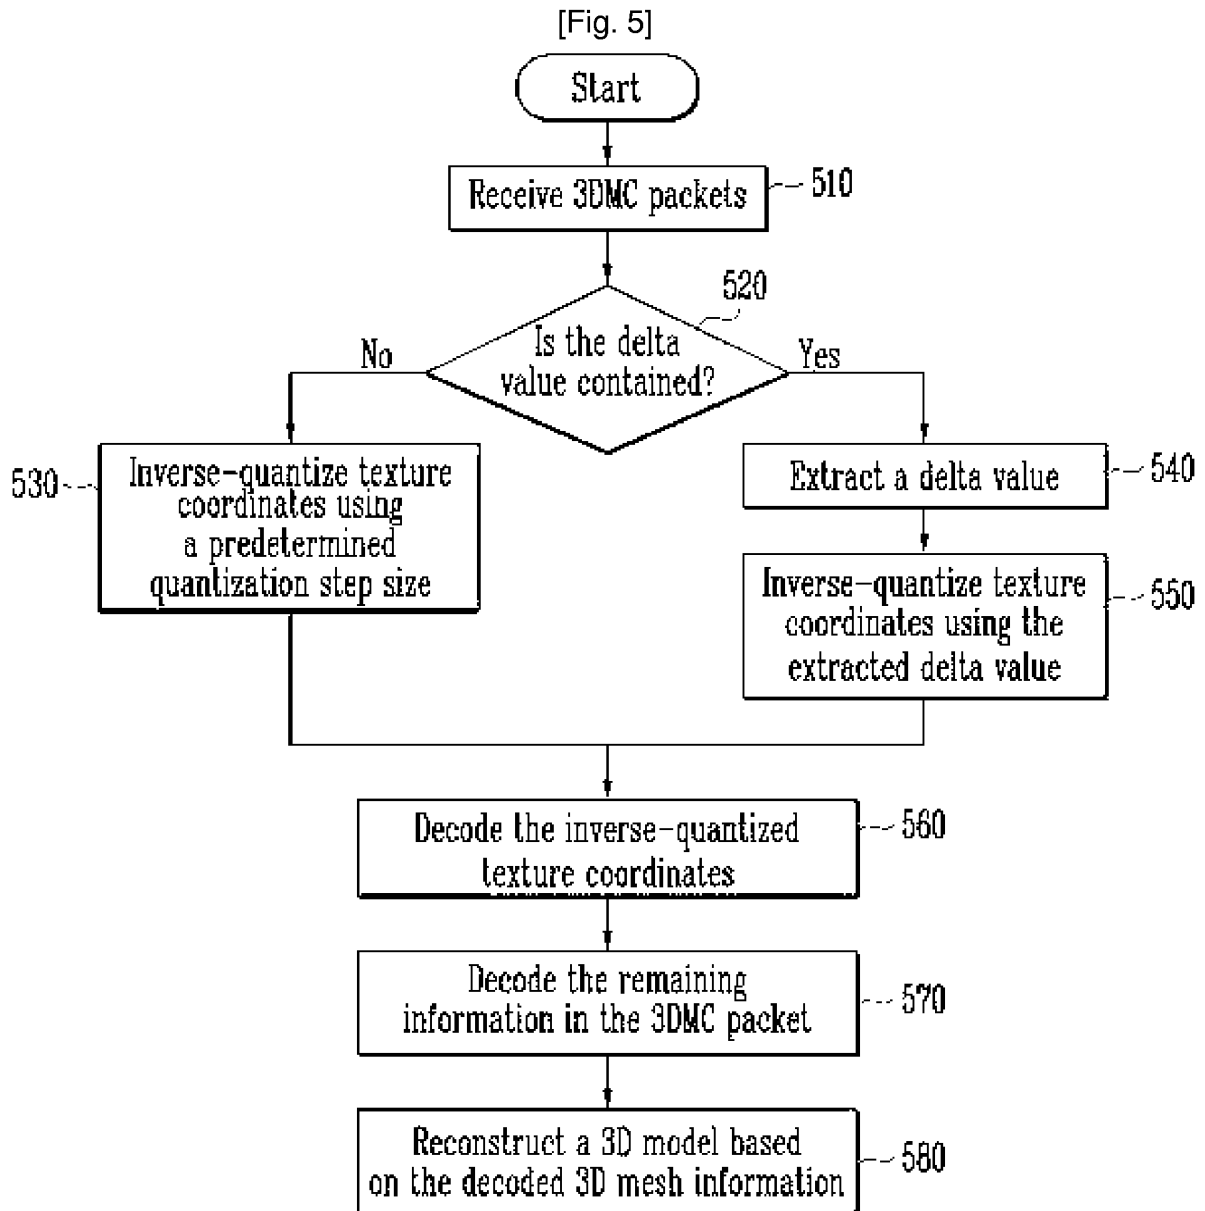 [Fig. 5]
Start
Receive 3DMC packets
510
520
Is the delta
value contained?
No
Yes
530
Inverse-quantize texture
coordinates using
a predetermined
quantization step size
Extract a delta value
540
Inverse-quantize texture
coordinates using the
extracted delta value
550
Decode the inverse-quantized
texture coordinates
560
Decode the remaining
information in the 3DMC packet
570
Reconstruct a 3D model based
on the decoded 3D mesh information
580